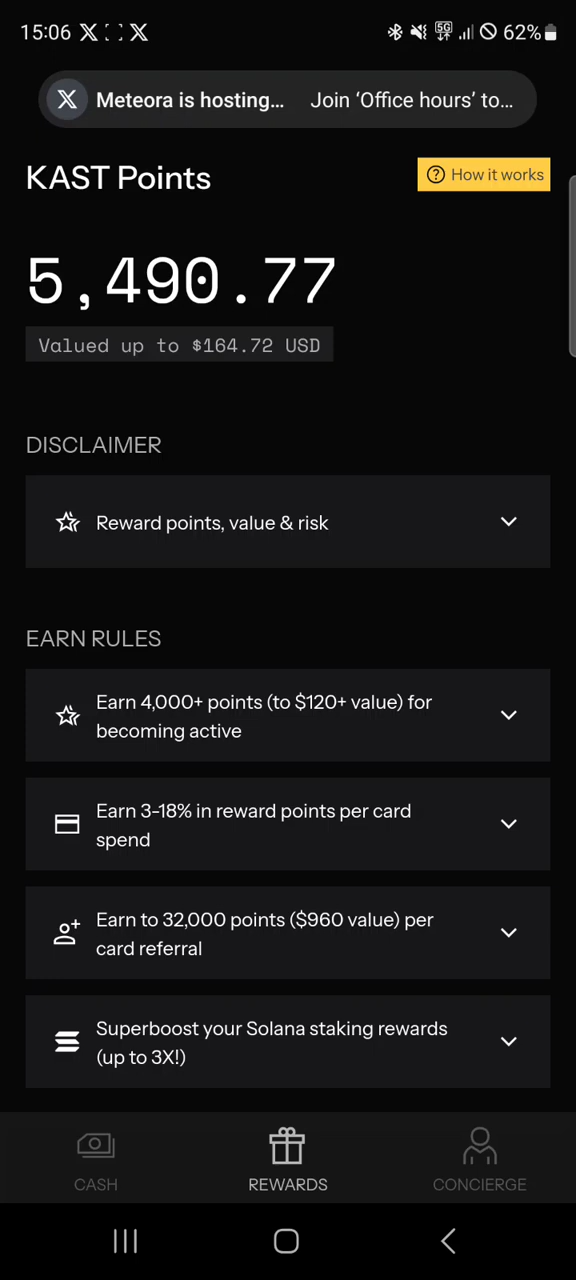 15:06
62%
Meteora is hosting... Join ‘Office hours’ to...
KAST Points
How it works
5,490.77
Valued up to $164.72 USD
DISCLAIMER
Reward points, value & risk
EARN RULES
Earn 4,000+ points (to $120+ value) for
becoming active
Earn 3-18% in reward points per card
spend
Earn to 32,000 points ($960 value) per
card referral
Superboost your Solana staking rewards
(up to 3X!)
CASH
REWARDS
CONCIERGE